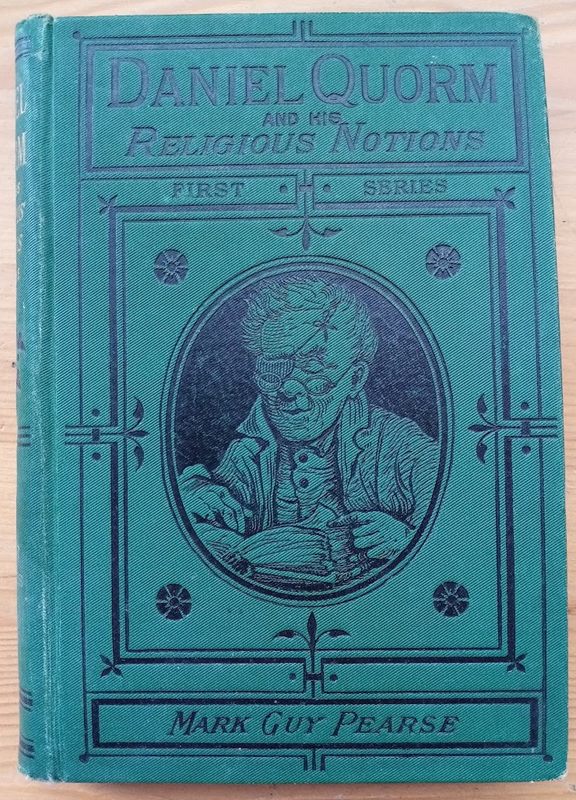 DANIEL QUORM
AND HIS
RELIGIOUS NOTIONS
FIRST SERIES
MARK GUY PEARSE